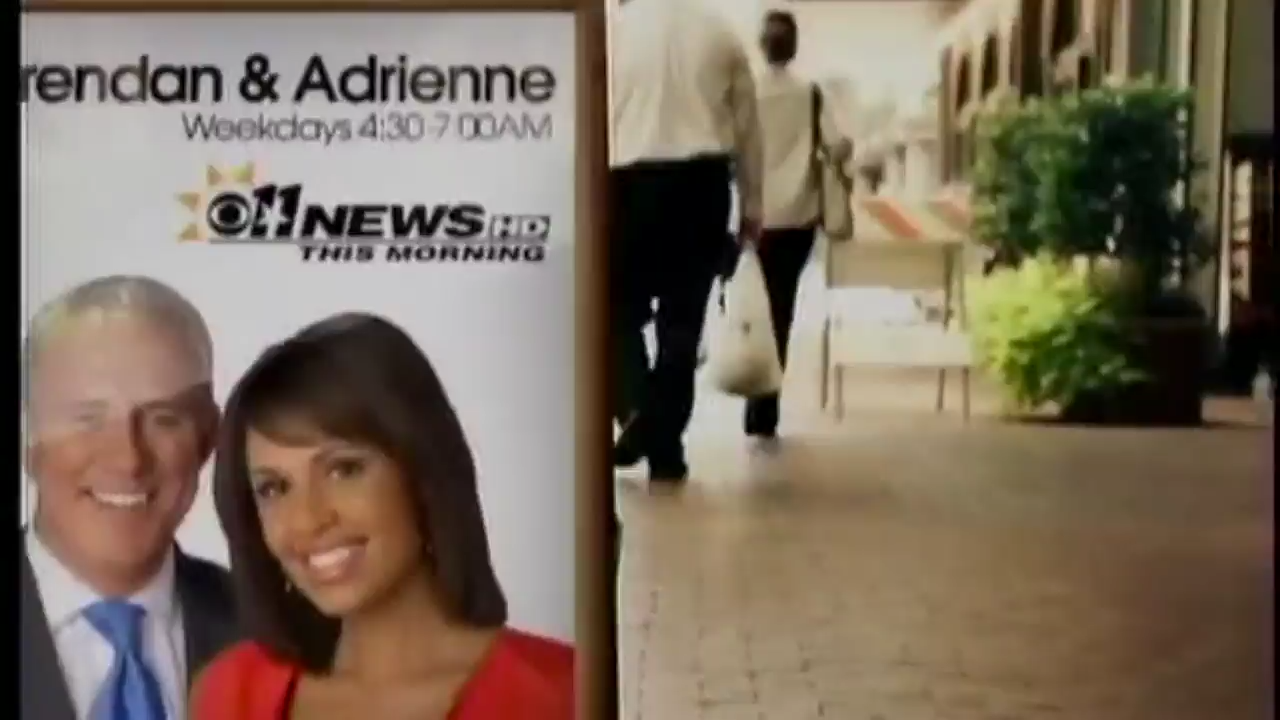 rendan & Adrienne
Weekdays 4:30-7:00AM
11 NEWS HD
THIS MORNING